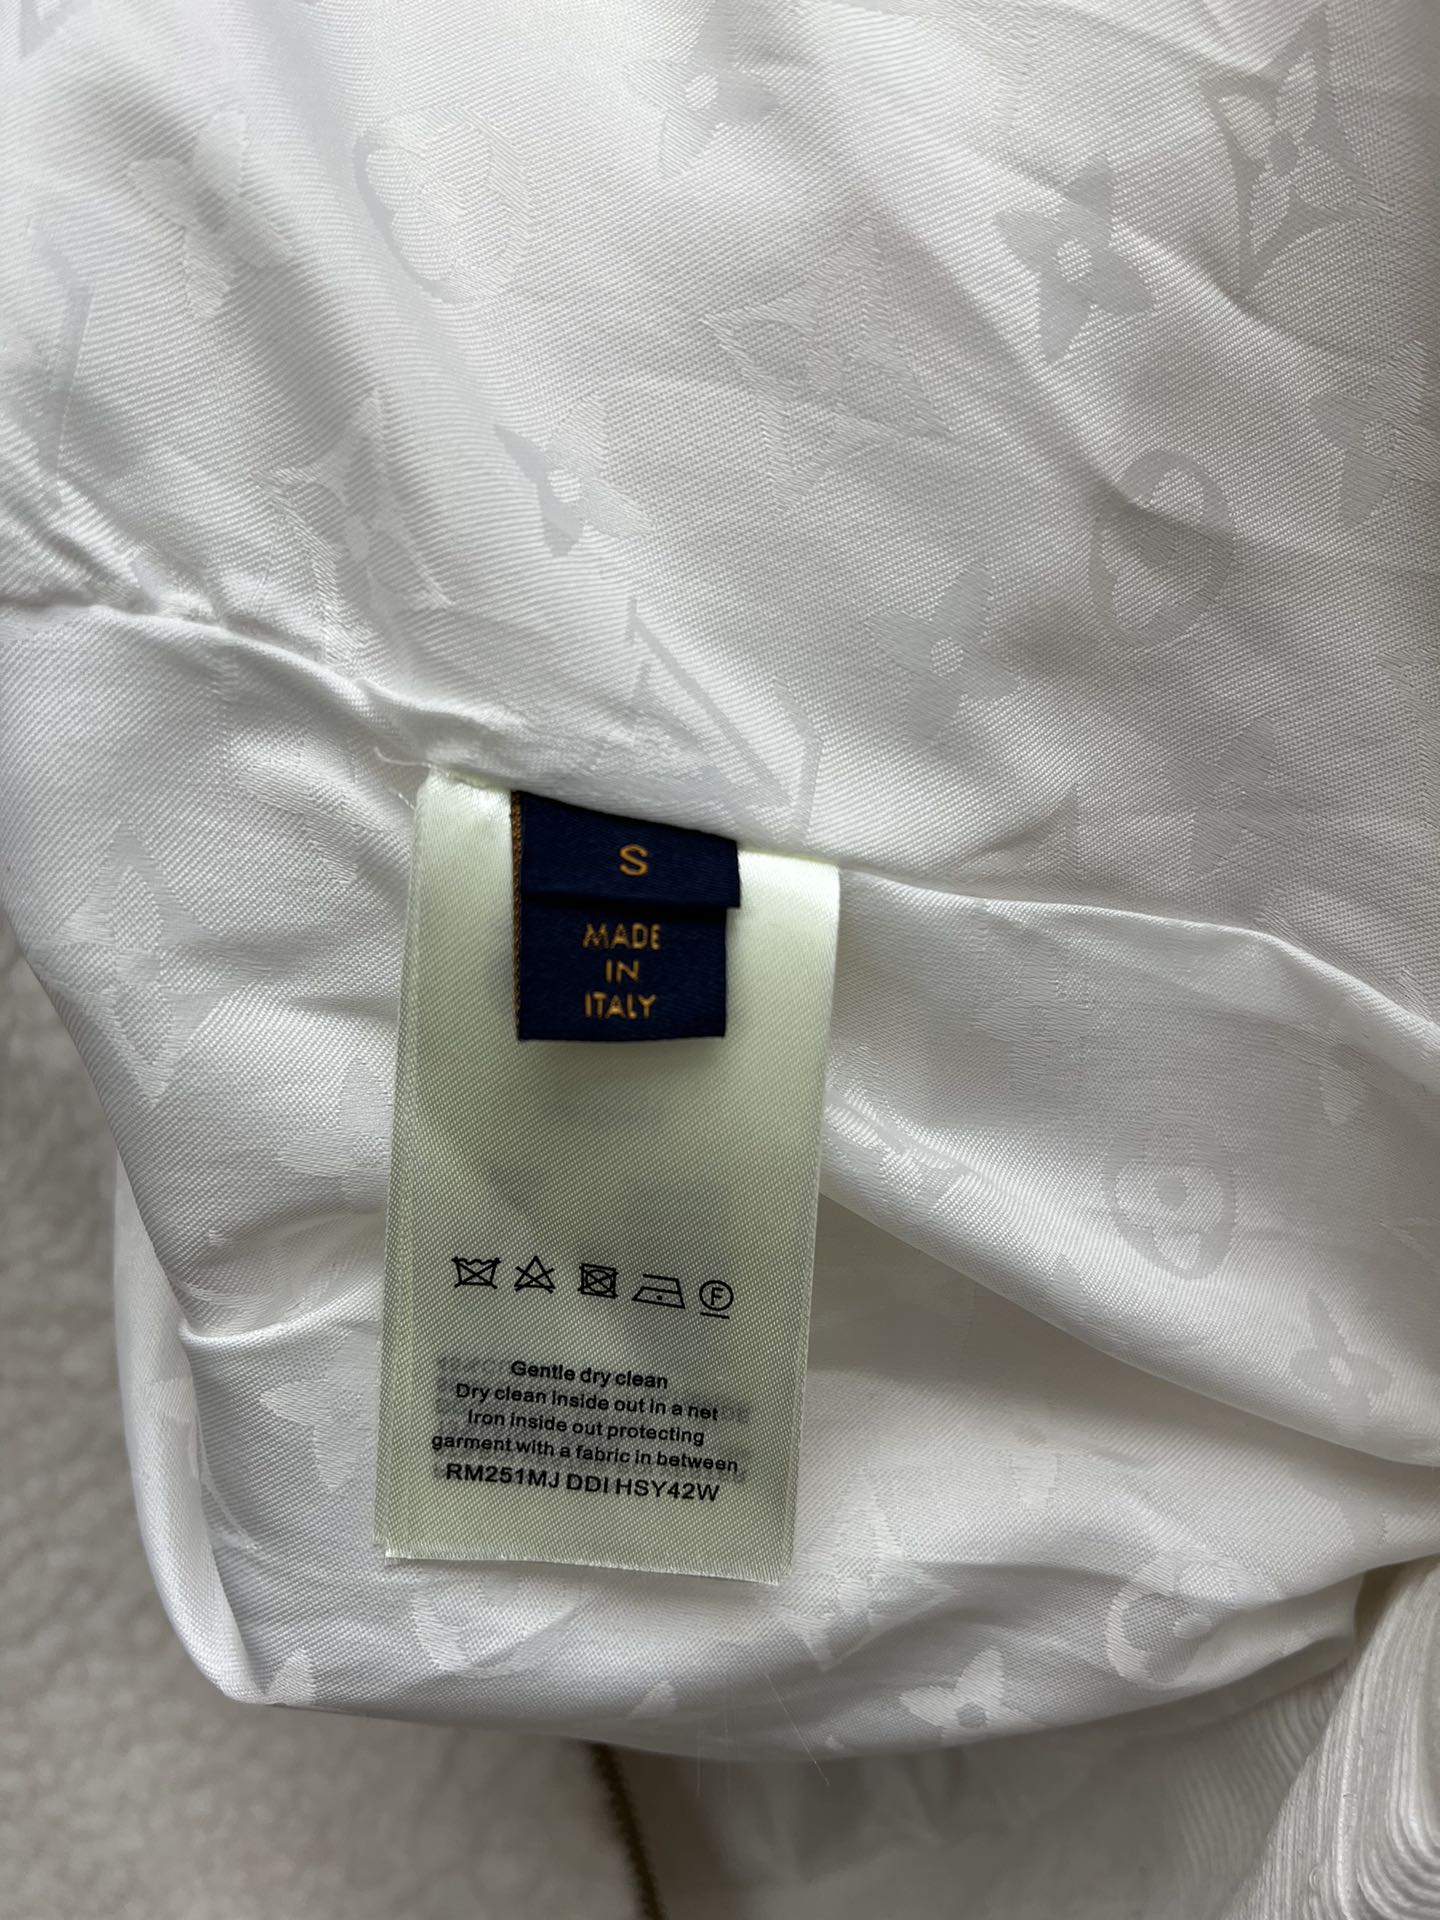 S
MADE
IN
ITALY
F
Gentle dry clean
Dry clean inside out in a net
Iron inside out protecting
garment with a fabric in between
RM251MJ DDI HSY42W